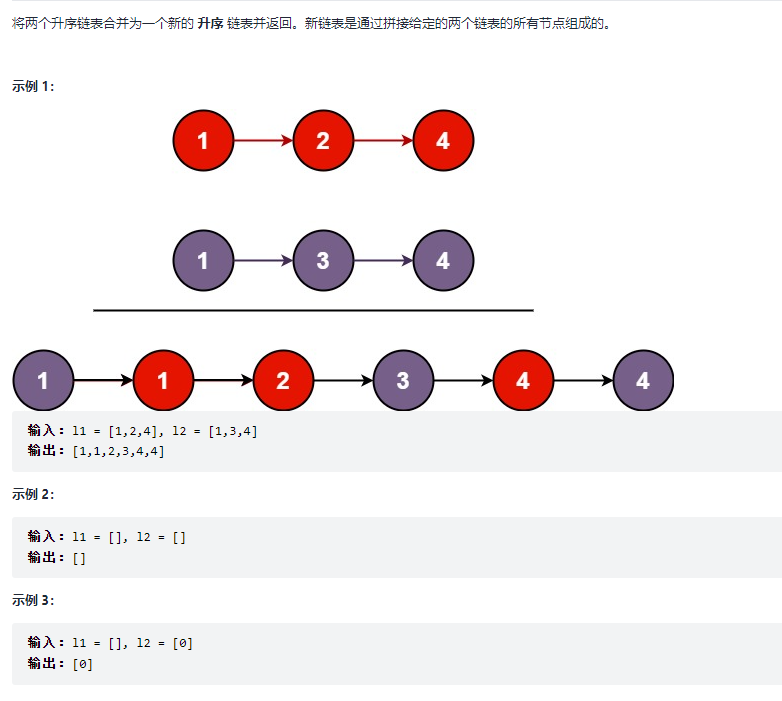 将两个升序链表合并为一个新的 升序 链表并返回。新链表是通过拼接给定的两个链表的所有节点组成的。
示例 1：
1 2 4
1 3 4
1 1 2 3 4 4
输入：l1 = [1,2,4], l2 = [1,3,4]
输出：[1,1,2,3,4,4]
示例 2：
输入：l1 = [], l2 = []
输出：[]
示例 3：
输入：l1 = [], l2 = [0]
输出：[0]